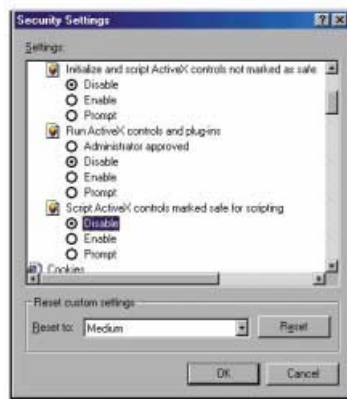 Security Settings
Settings:
Initialize and script ActiveX controls not marked as safe
Disable
Enable
Prompt
Run ActiveX controls and plug-ins
Administrator approved
Disable
Enable
Prompt
Script ActiveX controls marked safe for scripting
Disable
Enable
Prompt
Cookies
Reset custom settings
Reset to: Medium Reset
OK Cancel